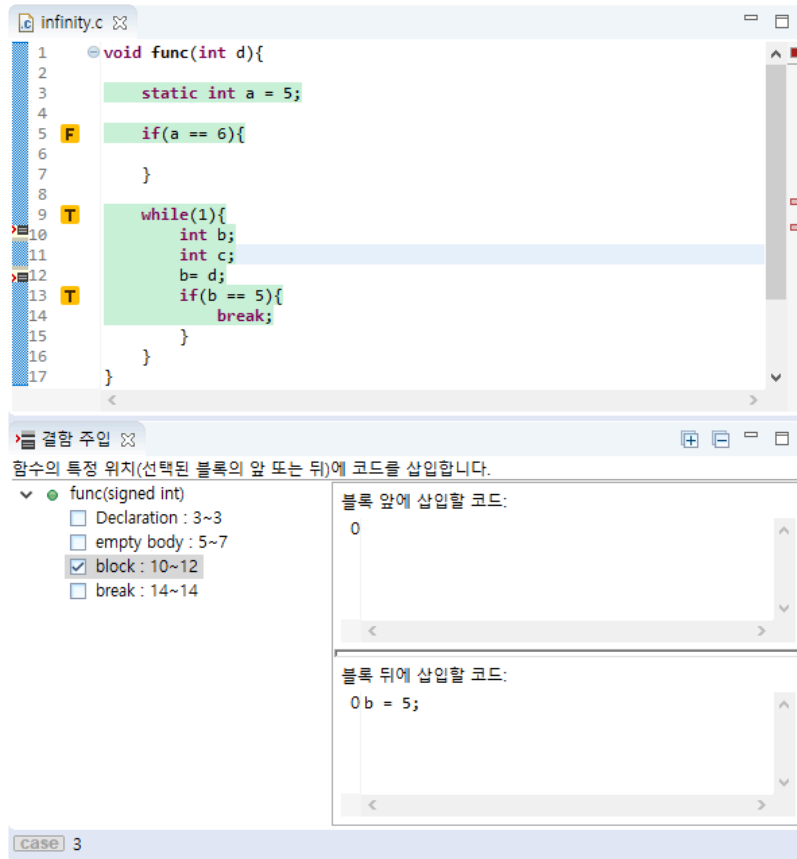 infinity.c
1 void func(int d){
2
3 static int a = 5;
4
5 F if(a == 6){
6
7 }
8
9 T while(1){
10 int b;
11 int c;
12 b= d;
13 T if(b == 5){
14 break;
15 }
16 }
17 }
결함 주입
함수의 특정 위치(선택된 블록의 앞 또는 뒤)에 코드를 삽입합니다.
func(signed int)
Declaration : 3~3
empty body : 5~7
block : 10~12
break : 14~14
블록 앞에 삽입할 코드:
0
블록 뒤에 삽입할 코드:
0 b = 5;
case 3